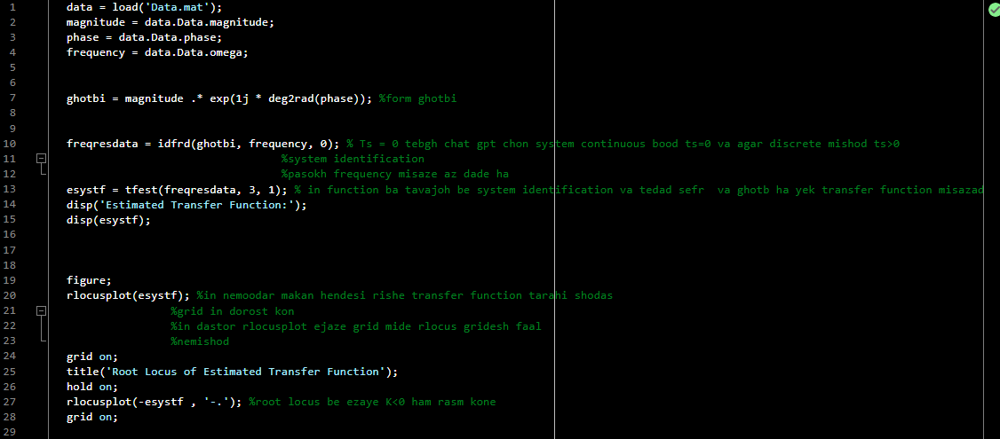 1 data = load('Data.mat');
2 magnitude = data.Data.magnitude;
3 phase = data.Data.phase;
4 frequency = data.Data.omega;
5
6
7 ghotbi = magnitude .* exp(1j * deg2rad(phase)); %form ghotbi
8
9
10 freqresdata = idfrd(ghotbi, frequency, 0); % Ts = 0 tebgh chat gpt chon system continuous bood ts=0 va agar discrete mishod ts>0
11 %system identification
12 %pasokh frequency misaze az dade ha
13 esystf = tfest(freqresdata, 3, 1); % in function ba tavajoh be system identification va tedad sefr  va ghotb ha yek transfer function misazad
14 disp('Estimated Transfer Function:');
15 disp(esystf);
16
17
18
19 figure;
20 rlocusplot(esystf); %in nemoodar makan hendesi rishe transfer function tarahi shodas
21 %grid in dorost kon
22 %in dastor rlocusplot ejaze grid mide rlocus gridesh faal
23 %nemishod
24 grid on;
25 title('Root Locus of Estimated Transfer Function');
26 hold on;
27 rlocusplot(-esystf , '-.'); %root locus be ezaye K<0 ham rasm kone
28 grid on;
29